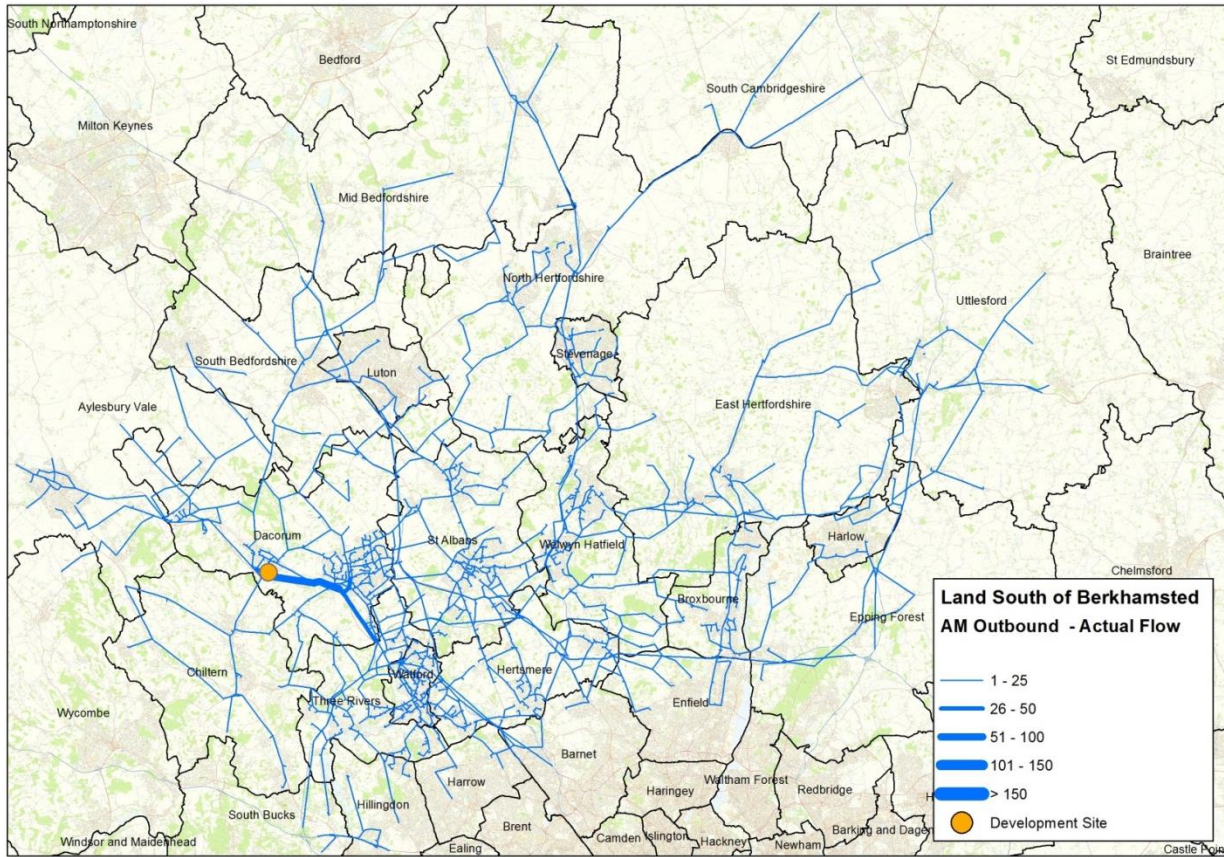 South Northamptonshire
Bedford
St Edmundsbury
South Cambridgeshire
Milton Keynes
Mid Bedfordshire
Braintree
North Hertfordshire
Uttlesford
Stevenage
South Bedfordshire
Luton
Aylesbury Vale
East Hertfordshire
Dacorum
St Albans
Welwyn Hatfield
Harlow
Chelmsford
Broxbourne
Epping Forest
Chiltern
Watford
Hertsmere
Three Rivers
Enfield
Wycombe
Barnet
Harrow
Waltham Forest
Redbridge
Haringey
Hillingdon
South Bucks
Brent
Barking and Dagen
Camden
Islington
Hackney
Newham
Windsor and Maidenhead
Ealing
Castle Poin
Land South of Berkhamsted
AM Outbound - Actual Flow
1 - 25
26 - 50
51 - 100
101 - 150
> 150
Development Site